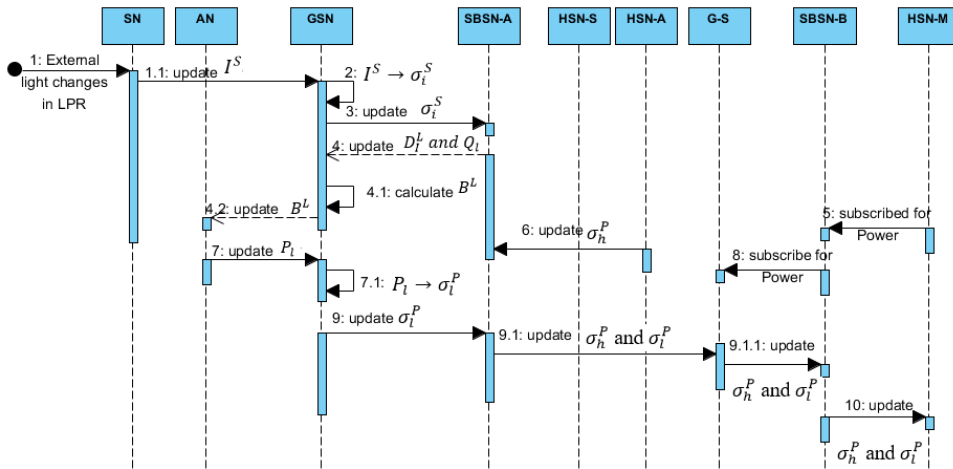 SN AN GSN SBSN-A HSN-S HSN-A G-S SBSN-B HSN-M
1: External
light changes
in LPR
1.1: update I^S
2: I^S → σ_i^S
3: update σ_i^S
4: update D_l^L and Q_l
4.1: calculate B^L
4.2: update B^L
5: subscribed for
Power
6: update σ_h^P
7: update P_l
8: subscribe for
Power
7.1: P_l → σ_l^P
9: update σ_l^P
9.1: update σ_h^P and σ_l^P
9.1.1: update
σ_h^P and σ_l^P
10: update
σ_h^P and σ_l^P